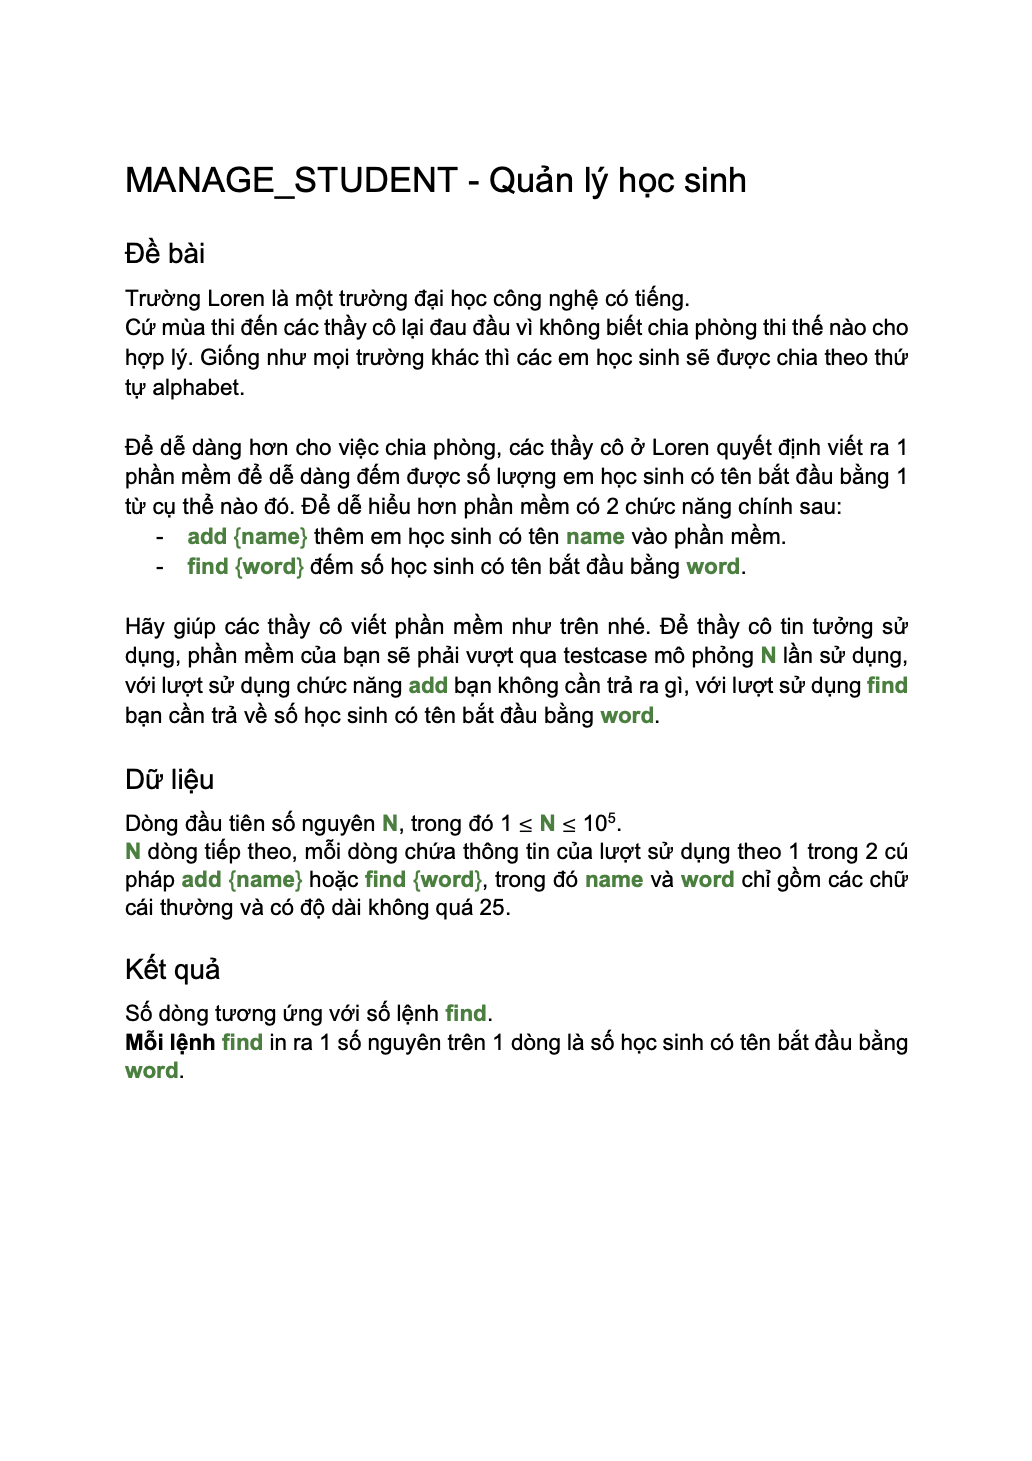 MANAGE_STUDENT - Quản lý học sinh
Đề bài
Trường Loren là một trường đại học công nghệ có tiếng.
Cứ mùa thi đến các thầy cô lại đau đầu vì không biết chia phòng thi thế nào cho
hợp lý. Giống như mọi trường khác thì các em học sinh sẽ được chia theo thứ
tự alphabet.
Để dễ dàng hơn cho việc chia phòng, các thầy cô ở Loren quyết định viết ra 1
phần mềm để dễ dàng đếm được số lượng em học sinh có tên bắt đầu bằng 1
từ cụ thể nào đó. Để dễ hiểu hơn phần mềm có 2 chức năng chính sau:
- add {name} thêm em học sinh có tên name vào phần mềm.
- find {word} đếm số học sinh có tên bắt đầu bằng word.
Hãy giúp các thầy cô viết phần mềm như trên nhé. Để thầy cô tin tưởng sử
dụng, phần mềm của bạn sẽ phải vượt qua testcase mô phỏng N lần sử dụng,
với lượt sử dụng chức năng add bạn không cần trả ra gì, với lượt sử dụng find
bạn cần trả về số học sinh có tên bắt đầu bằng word.
Dữ liệu
Dòng đầu tiên số nguyên N, trong đó 1 ≤ N ≤ 10⁵.
N dòng tiếp theo, mỗi dòng chứa thông tin của lượt sử dụng theo 1 trong 2 cú
pháp add {name} hoặc find {word}, trong đó name và word chỉ gồm các chữ
cái thường và có độ dài không quá 25.
Kết quả
Số dòng tương ứng với số lệnh find.
Mỗi lệnh find in ra 1 số nguyên trên 1 dòng là số học sinh có tên bắt đầu bằng
word.